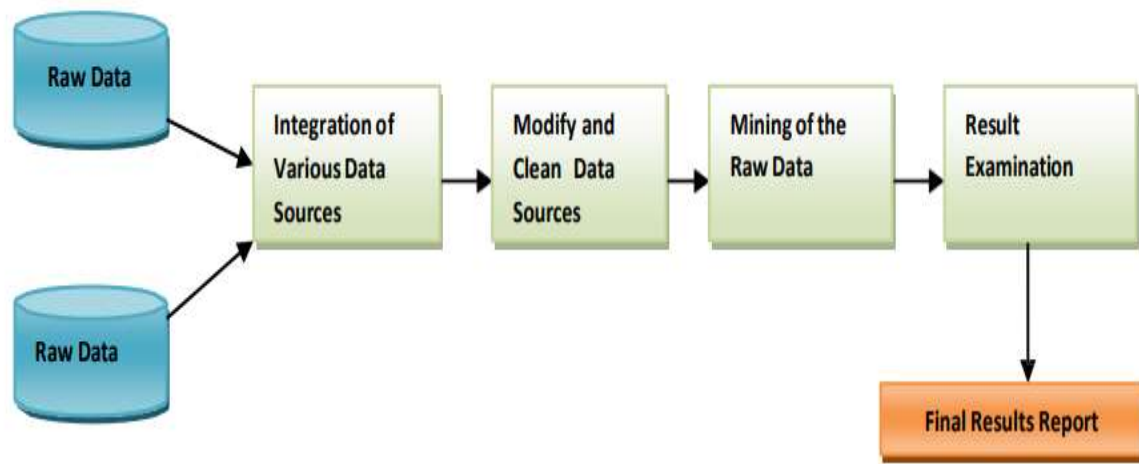 Raw Data
Integration of
Various Data
Sources
Modify and
Clean Data
Sources
Mining of the
Raw Data
Result
Examination
Raw Data
Final Results Report